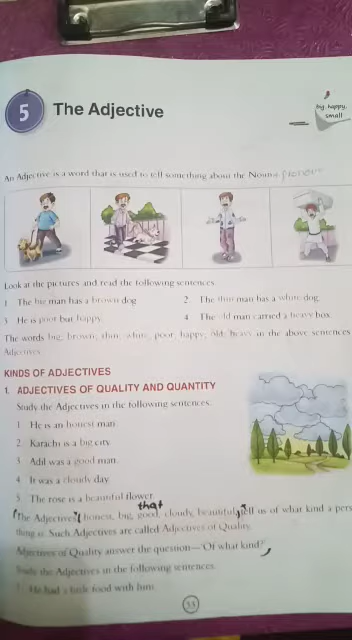 5 The Adjective
big, happy,
small
An Adjective is a word that is used to tell something about the Noun or pronoun
Look at the pictures and read the following sentences.
1 The big man has a brown dog.
2. The thin man has a white dog.
3 He is poor but happy.
4 The old man carried a heavy box.
The words big, brown, thin, white, poor, happy, old, heavy in the above sentences
Adjectives.
KINDS OF ADJECTIVES
1. ADJECTIVES OF QUALITY AND QUANTITY
Study the Adjectives in the following sentences.
1 He is an honest man.
2. Karachi is a big city.
3. Adil was a good man.
4 It was a cloudy day.
5 The rose is a beautiful flower.
that
The Adjectives (honest, big, good, cloudy, beautiful) tell us of what kind a pers
thing is. Such Adjectives are called Adjectives of Quality.
Adjectives of Quality answer the question—'Of what kind?'
Study the Adjectives in the following sentences.
1 He had a little food with him.
53